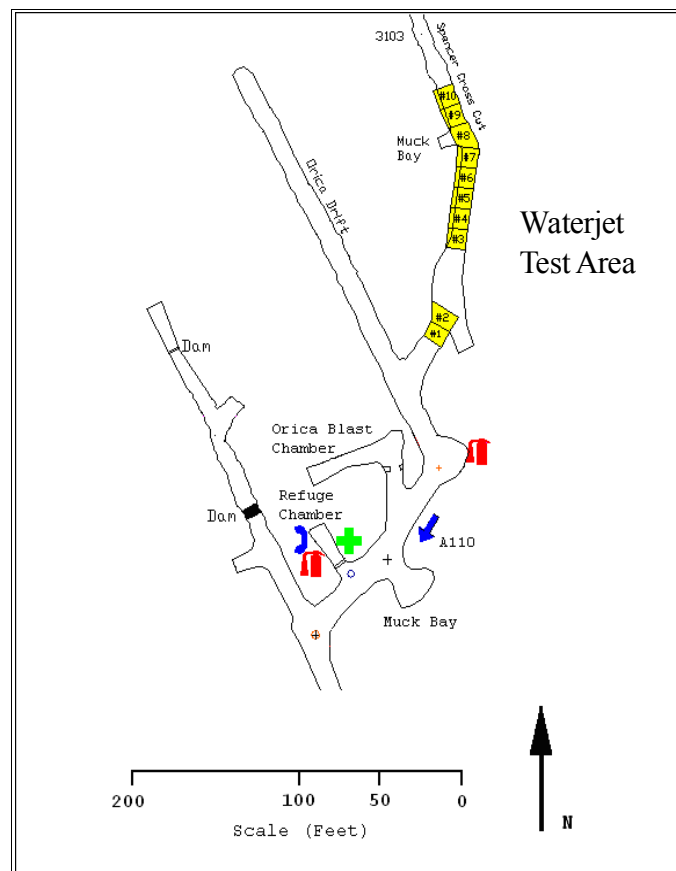 3103
Spencer Cross Cut
#10
#9
#8
Muck
Bay
#7
#6
#5
#4
#3
Orica Drift
Waterjet
Test Area
#2
#1
Dam
Orica Blast
Chamber
Refuge
Chamber
Dam
A110
Muck Bay
200 100 50 0
Scale (Feet)
N